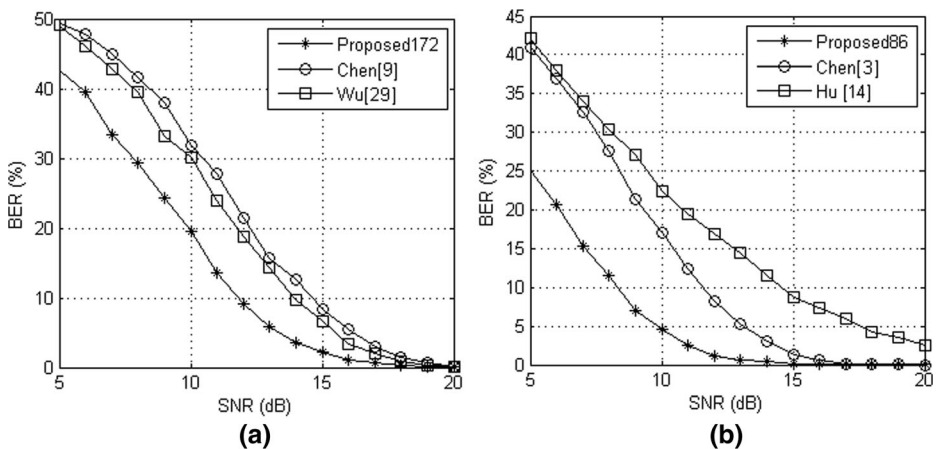 50
40
30
20
10
0
BER (%)
5
10
15
20
SNR (dB)
Proposed172
Chen[9]
Wu[29]
(a)
45
40
35
30
25
20
15
10
5
0
BER (%)
5
10
15
20
SNR (dB)
Proposed86
Chen[3]
Hu [14]
(b)